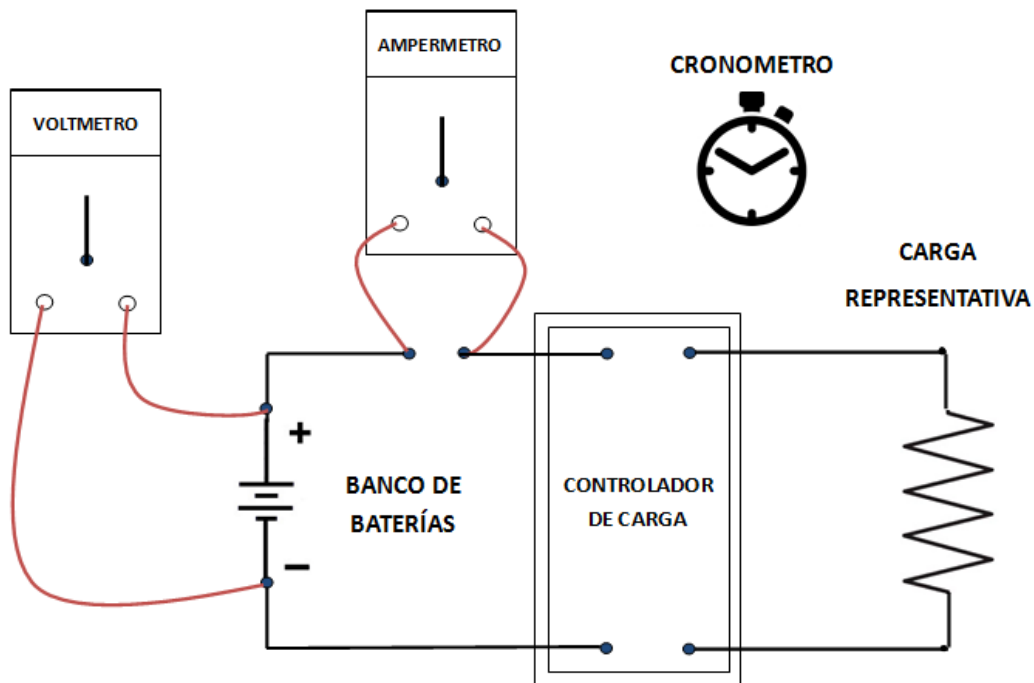 AMPERMETRO
CRONOMETRO
VOLTMETRO
CARGA
REPRESENTATIVA
+
BANCO DE
BATERÍAS
CONTROLADOR
DE CARGA
−